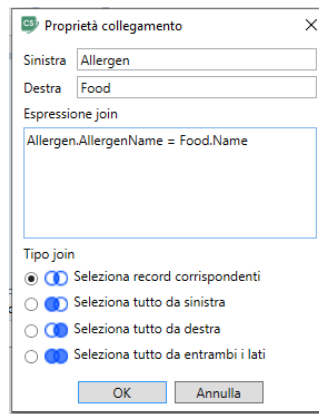 CS Proprietà collegamento
Sinistra Allergen
Destra Food
Espressione join
Allergen.AllergenName = Food.Name
Tipo join
Seleziona record corrispondenti
Seleziona tutto da sinistra
Seleziona tutto da destra
Seleziona tutto da entrambi i lati
OK Annulla